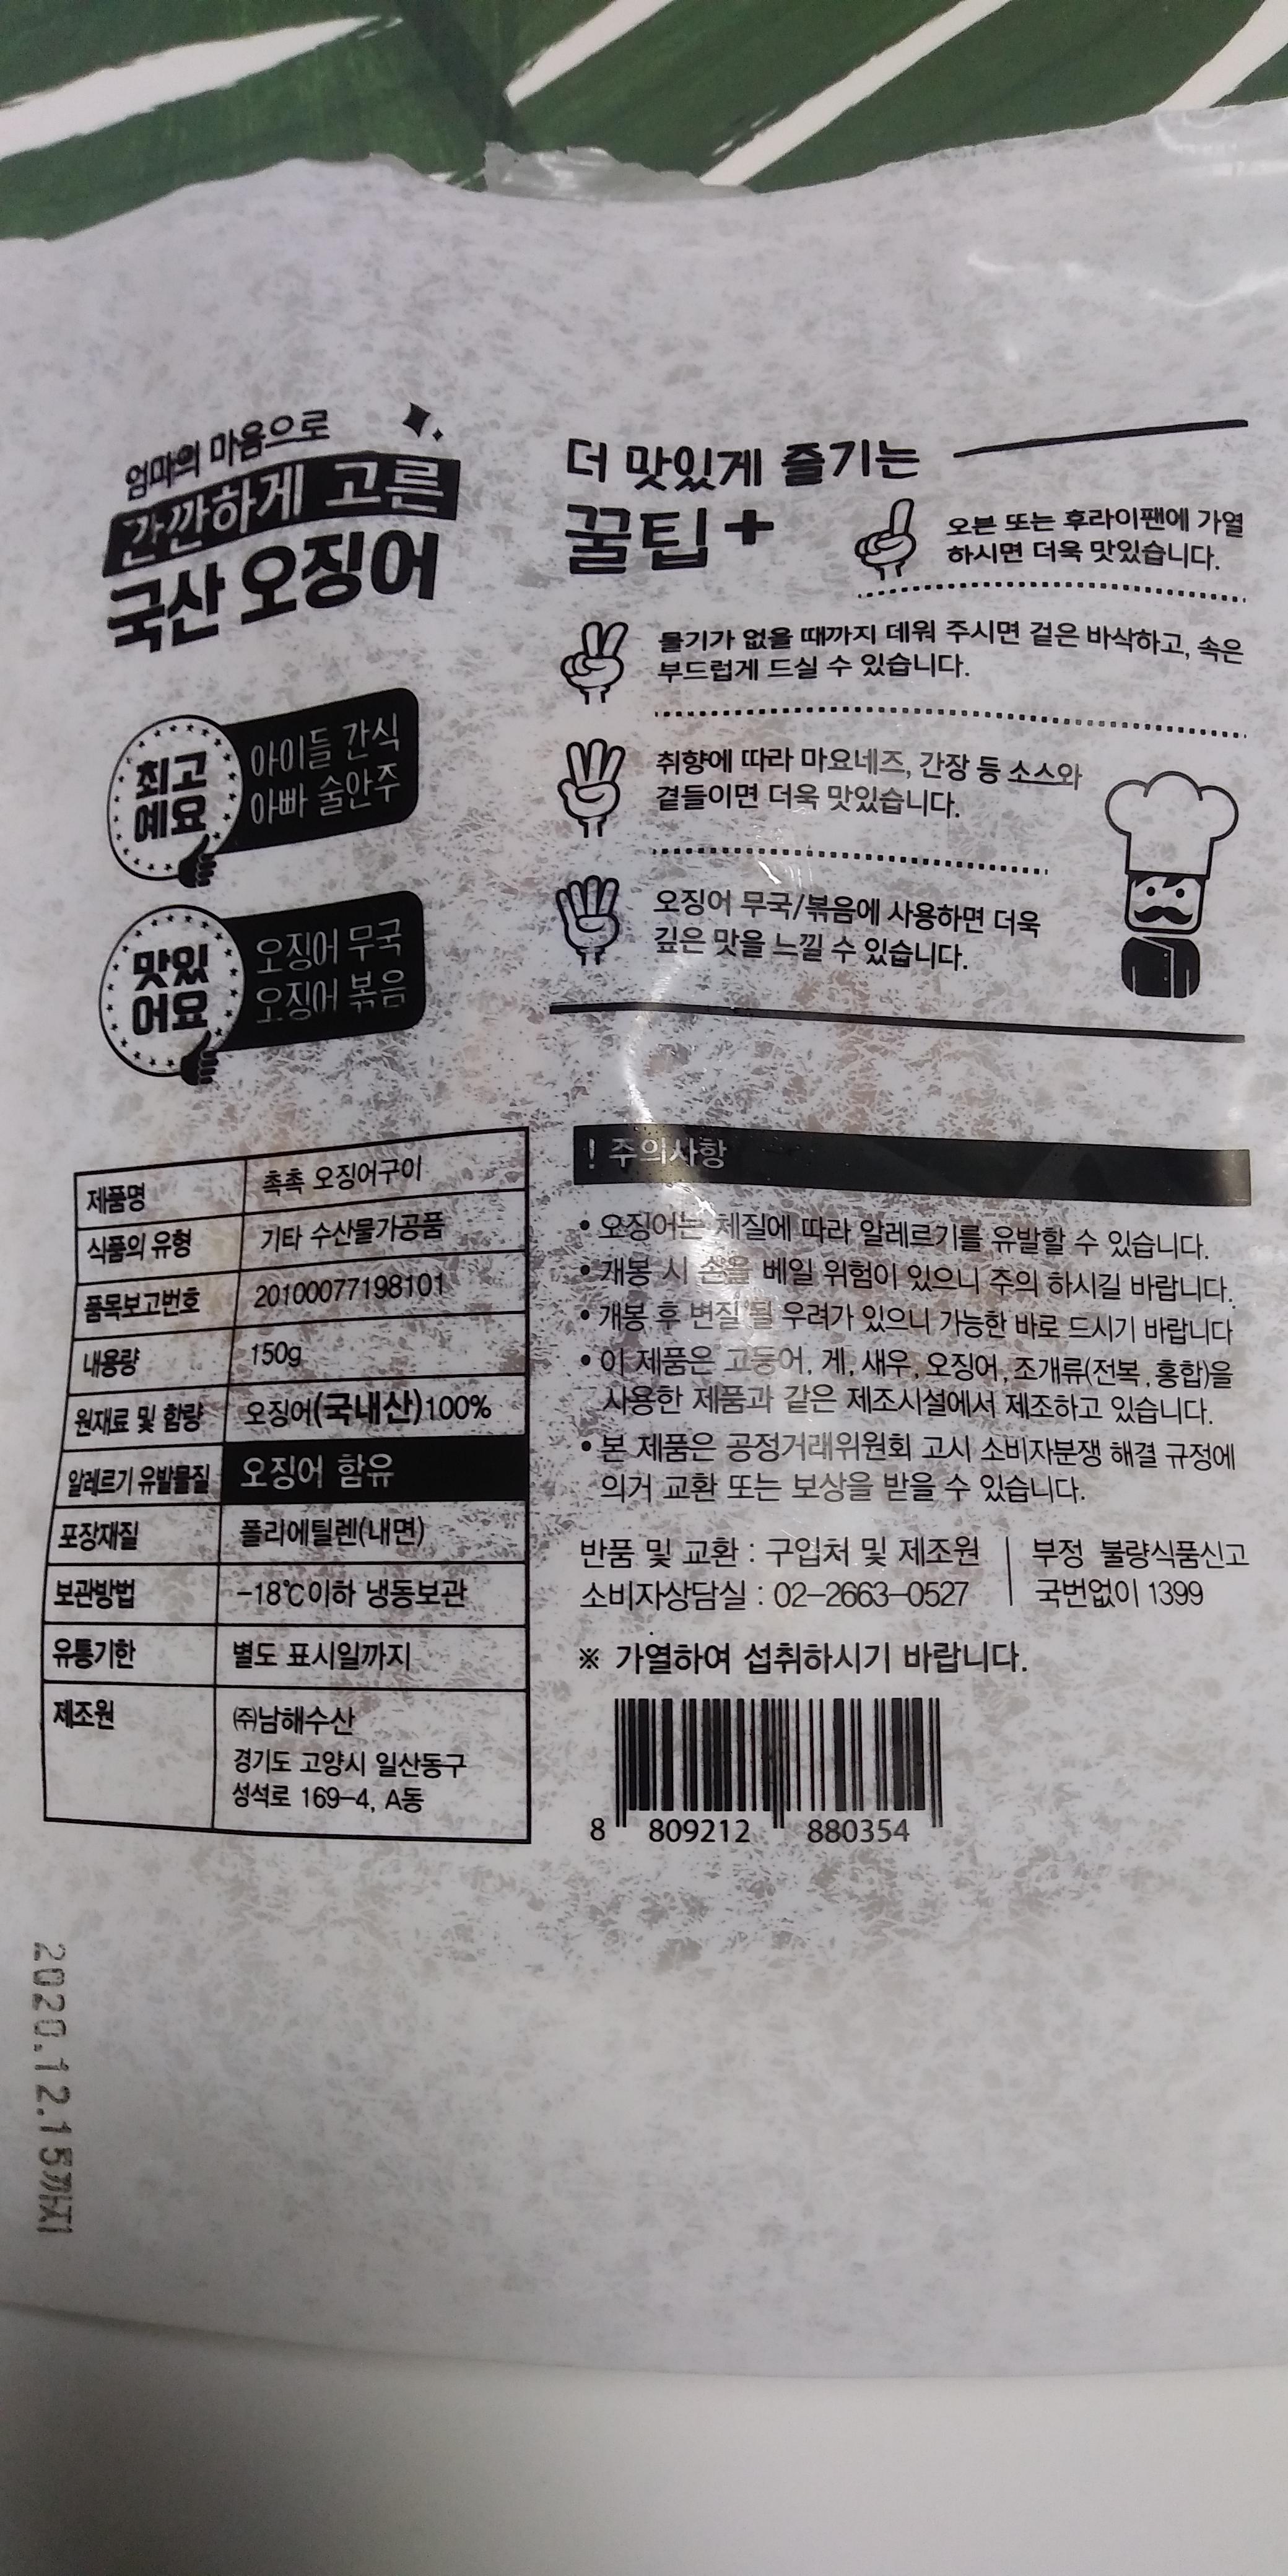 엄마의 마음으로
깐깐하게 고른
국산 오징어
최고
예요
아이들 간식
아빠 술안주
맛있
어요
오징어 무국
오징어 볶음
더 맛있게 즐기는
꿀팁+
오븐 또는 후라이팬에 가열
하시면 더욱 맛있습니다.
물기가 없을 때까지 데워 주시면 겉은 바삭하고, 속은
부드럽게 드실 수 있습니다.
취향에 따라 마요네즈, 간장 등 소스와
곁들이면 더욱 맛있습니다.
오징어 무국/볶음에 사용하면 더욱
깊은 맛을 느낄 수 있습니다.
제품명 촉촉 오징어구이
식품의 유형 기타 수산물가공품
품목보고번호 20100077198101
내용량 150g
원재료 및 함량 오징어(국내산)100%
알레르기 유발물질 오징어 함유
포장재질 폴리에틸렌(내면)
보관방법 -18℃이하 냉동보관
유통기한 별도 표시일까지
제조원 ㈜남해수산
경기도 고양시 일산동구
성석로 169-4, A동
! 주의사항
• 오징어는 체질에 따라 알레르기를 유발할 수 있습니다.
• 개봉 시 손을 베일 위험이 있으니 주의 하시길 바랍니다.
• 개봉 후 변질 될 우려가 있으니 가능한 바로 드시기 바랍니다
• 이 제품은 고등어, 게, 새우, 오징어, 조개류(전복, 홍합)을
사용한 제품과 같은 제조시설에서 제조하고 있습니다.
• 본 제품은 공정거래위원회 고시 소비자분쟁 해결 규정에
의거 교환 또는 보상을 받을 수 있습니다.
반품 및 교환 : 구입처 및 제조원
소비자상담실 : 02-2663-0527
부정 불량식품신고
국번없이 1399
※ 가열하여 섭취하시기 바랍니다.
8 809212 880354
2020.12.15까지